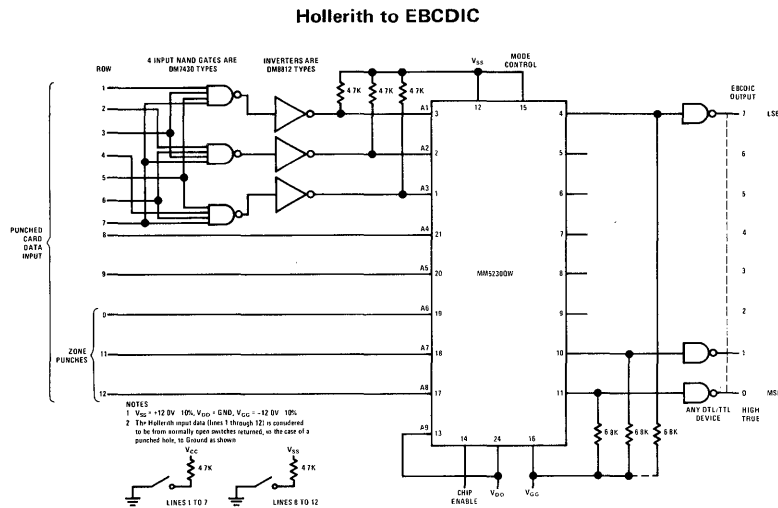 Hollerith to EBCDIC
4 INPUT NAND GATES ARE
DM7430 TYPES
INVERTERS ARE
DM8812 TYPES
ROW
VSS
MODE
CONTROL
4.7K
4.7K
4.7K
12
15
EBCDIC
OUTPUT
1
2
3
4
5
6
7
8
9
0
11
12
PUNCHED
CARD
DATA
INPUT
ZONE
PUNCHES
A1
3
A2
2
A3
1
A4
21
A5
20
A6
19
A7
18
A8
17
A9
13
MM5230QW
4
5
6
7
8
9
10
11
14
24
16
CHIP
ENABLE
VDD
VGG
6.8K
6.8K
6.8K
7
6
5
4
3
2
1
0
MS
HIGH
TRUE
ANY DTL/TTL
DEVICE
NOTES
1 VSS = +12 0V 10%, VDD = GND, VGG = -12 0V 10%
2 The Hollerith input data (lines 1 through 12) is considered
to be from normally open switches returned, in the case of a
punched hole, to Ground as shown
VCC
4.7K
LINES 1 TO 7
VSS
4.7K
LINES 8 TO 12